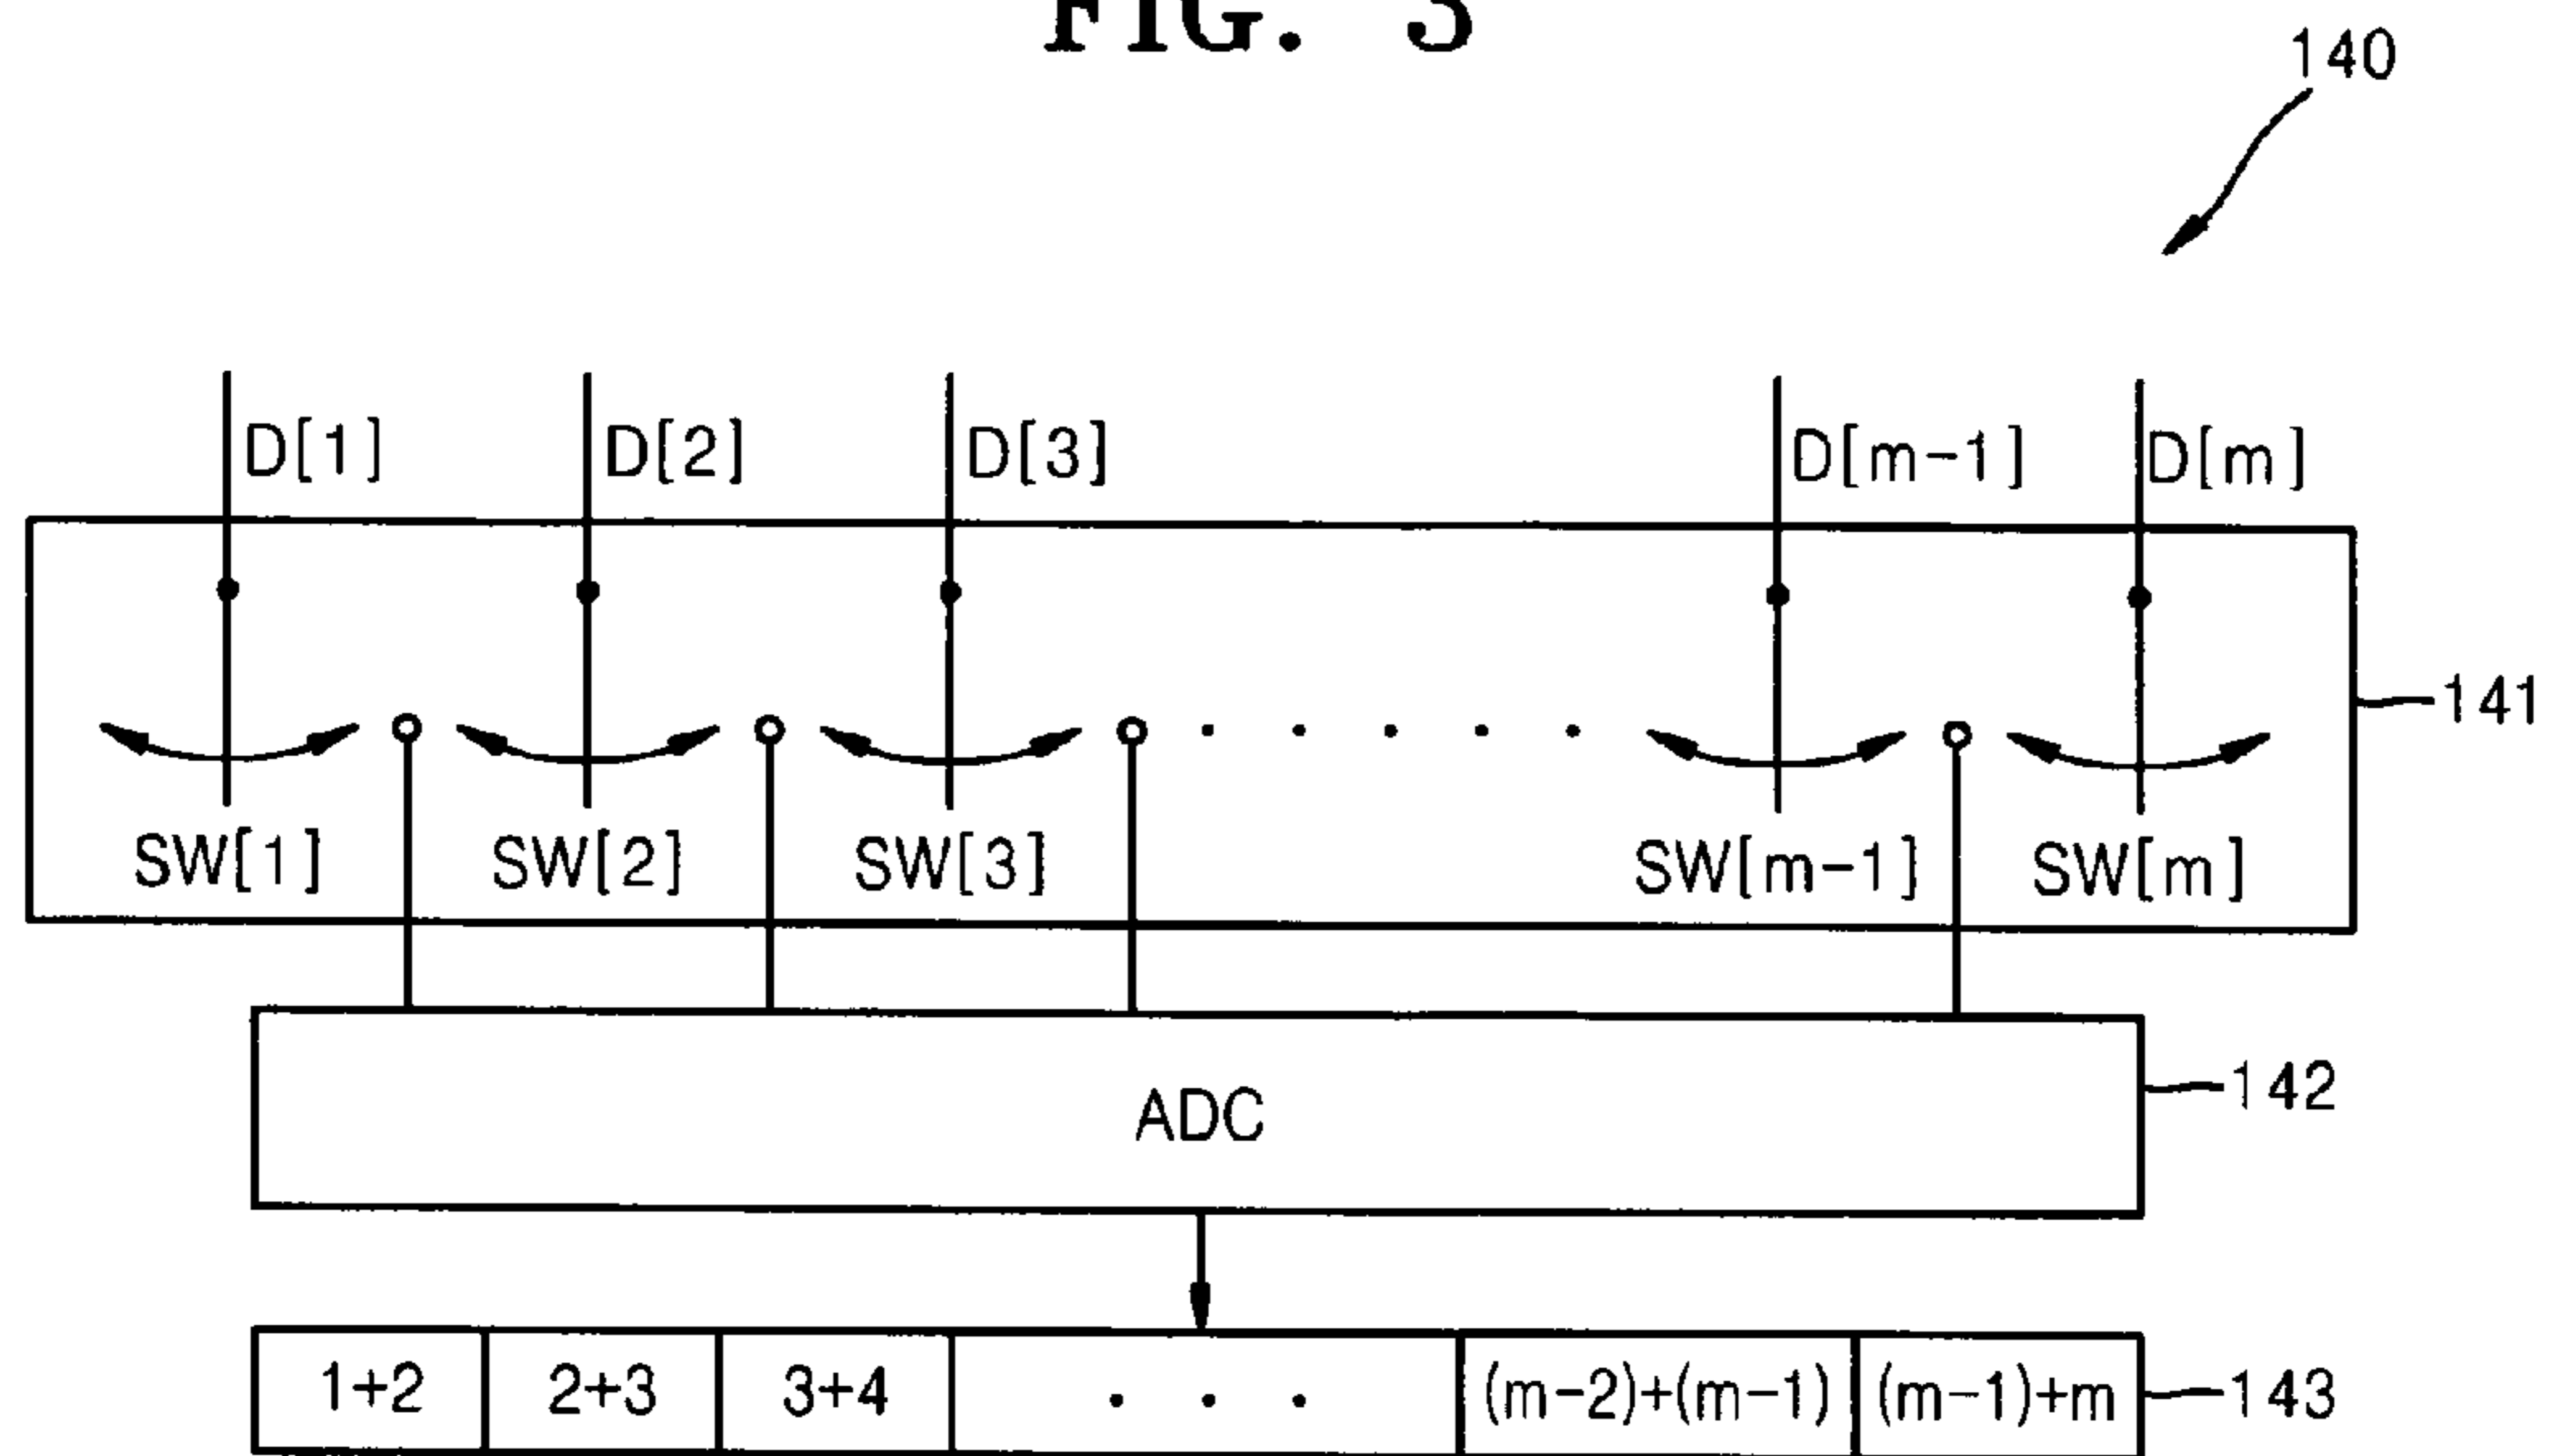 FIG. 3
140
D[1] D[2] D[3] D[m-1] D[m]
141
SW[1] SW[2] SW[3] SW[m-1] SW[m]
ADC
142
1+2 2+3 3+4 . . . (m-2)+(m-1) (m-1)+m
143